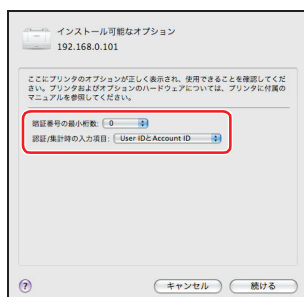 インストール可能なオプション
192.168.0.101
ここにプリンタのオプションが正しく表示され、使用できることを確認してくだ
さい。プリンタおよびオプションのハードウェアについては、プリンタに付属の
マニュアルを参照してください。
暗証番号の最小桁数: 0
認証/集計時の入力項目: User IDとAccount ID
? キャンセル 続ける